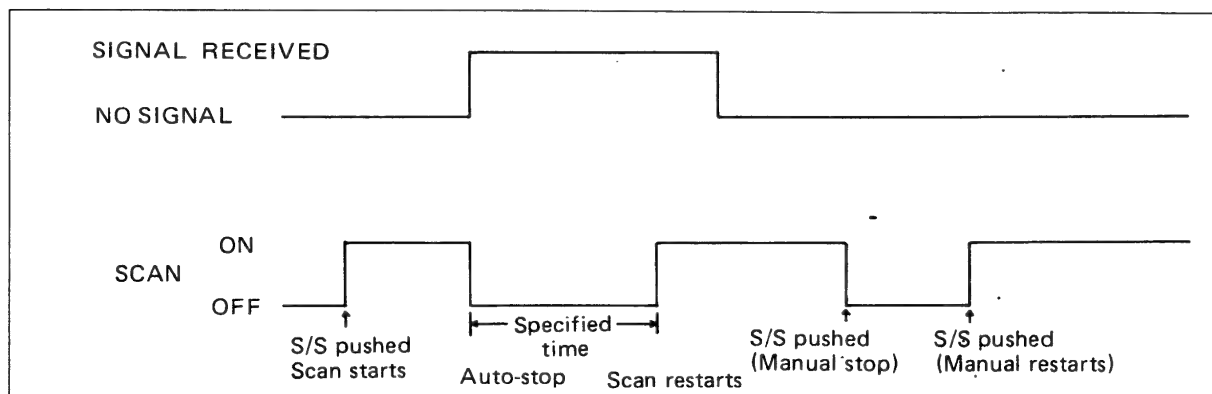 SIGNAL RECEIVED
NO SIGNAL
SCAN
ON
OFF
S/S pushed
Scan starts
Specified
time
Auto-stop
Scan restarts
S/S pushed
(Manual stop)
S/S pushed
(Manual restarts)